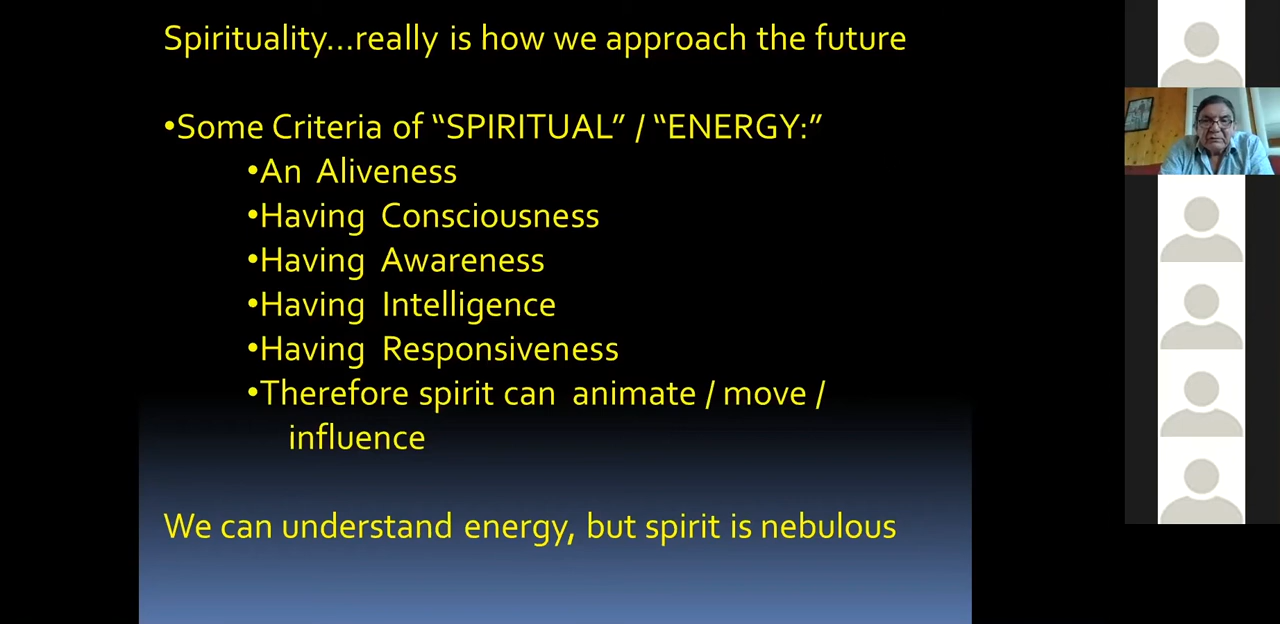 Spirituality...really is how we approach the future
•Some Criteria of “SPIRITUAL” / “ENERGY:”
•An Aliveness
•Having Consciousness
•Having Awareness
•Having Intelligence
•Having Responsiveness
•Therefore spirit can animate / move /
influence
We can understand energy, but spirit is nebulous